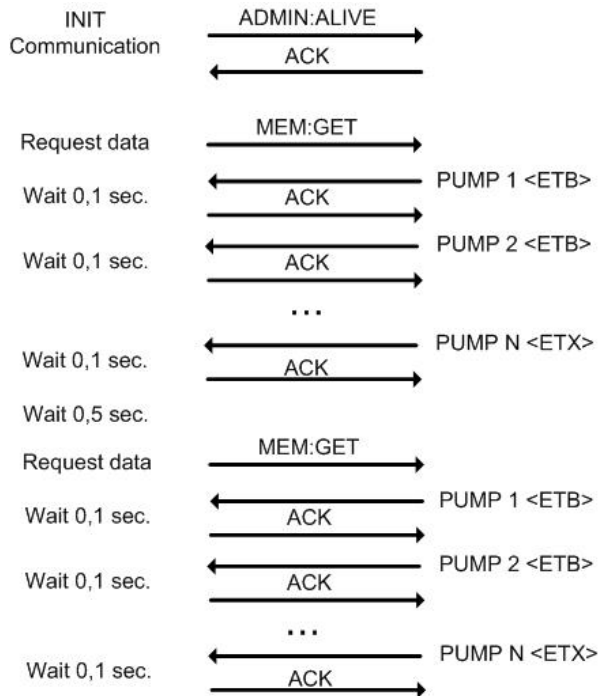 INIT
Communication
ADMIN:ALIVE
ACK
Request data
MEM:GET
PUMP 1 <ETB>
Wait 0,1 sec.
ACK
PUMP 2 <ETB>
Wait 0,1 sec.
ACK
...
PUMP N <ETX>
Wait 0,1 sec.
ACK
Wait 0,5 sec.
Request data
MEM:GET
PUMP 1 <ETB>
Wait 0,1 sec.
ACK
PUMP 2 <ETB>
Wait 0,1 sec.
ACK
...
PUMP N <ETX>
Wait 0,1 sec.
ACK